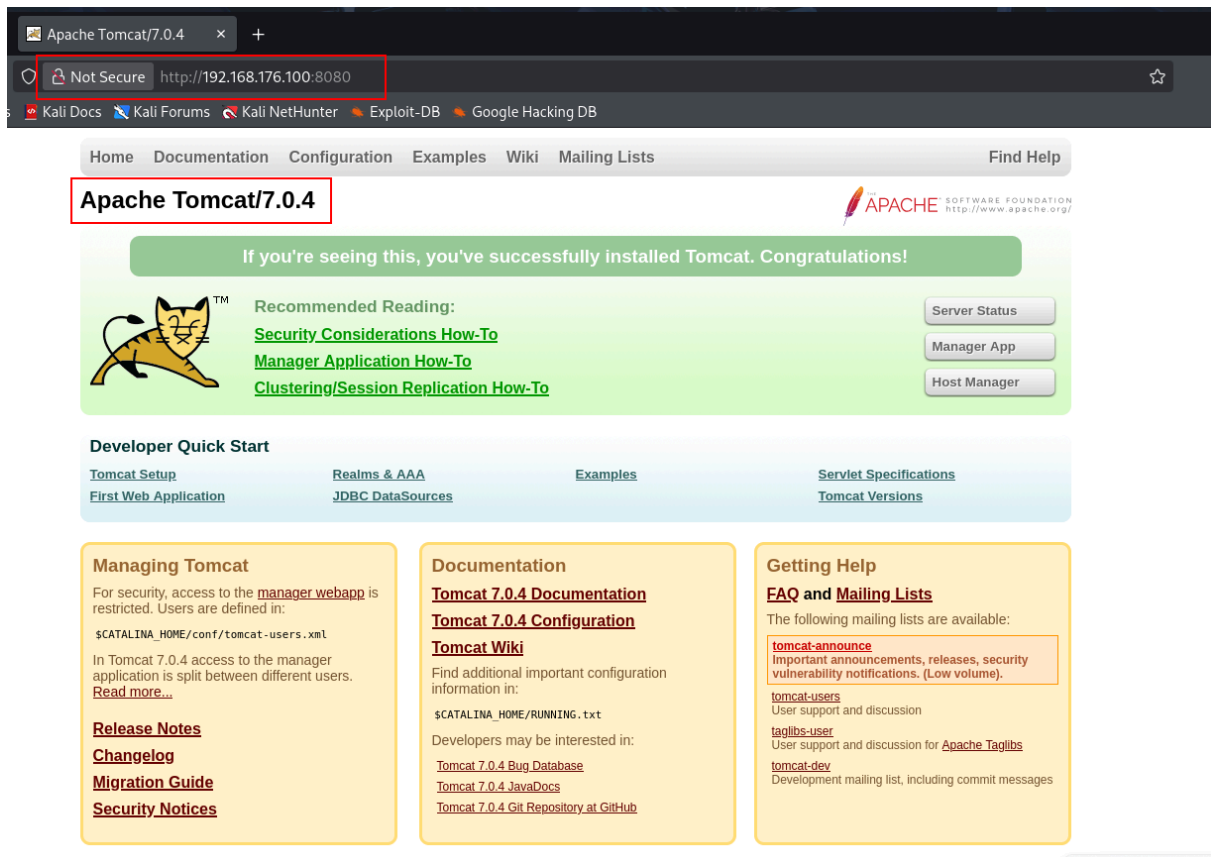 Apache Tomcat/7.0.4 × +
Not Secure http://192.168.176.100:8080
s Kali Docs Kali Forums Kali NetHunter Exploit-DB Google Hacking DB
Home Documentation Configuration Examples Wiki Mailing Lists Find Help
Apache Tomcat/7.0.4
THE
APACHE SOFTWARE FOUNDATION
http://www.apache.org/
If you're seeing this, you've successfully installed Tomcat. Congratulations!
TM
Recommended Reading:
Security Considerations How-To
Manager Application How-To
Clustering/Session Replication How-To
Server Status
Manager App
Host Manager
Developer Quick Start
Tomcat Setup
First Web Application
Realms & AAA
JDBC DataSources
Examples
Servlet Specifications
Tomcat Versions
Managing Tomcat
For security, access to the manager webapp is
restricted. Users are defined in:
$CATALINA_HOME/conf/tomcat-users.xml
In Tomcat 7.0.4 access to the manager
application is split between different users.
Read more...
Release Notes
Changelog
Migration Guide
Security Notices
Documentation
Tomcat 7.0.4 Documentation
Tomcat 7.0.4 Configuration
Tomcat Wiki
Find additional important configuration
information in:
$CATALINA_HOME/RUNNING.txt
Developers may be interested in:
Tomcat 7.0.4 Bug Database
Tomcat 7.0.4 JavaDocs
Tomcat 7.0.4 Git Repository at GitHub
Getting Help
FAQ and Mailing Lists
The following mailing lists are available:
tomcat-announce
Important announcements, releases, security
vulnerability notifications. (Low volume).
tomcat-users
User support and discussion
taglibs-user
User support and discussion for Apache Taglibs
tomcat-dev
Development mailing list, including commit messages